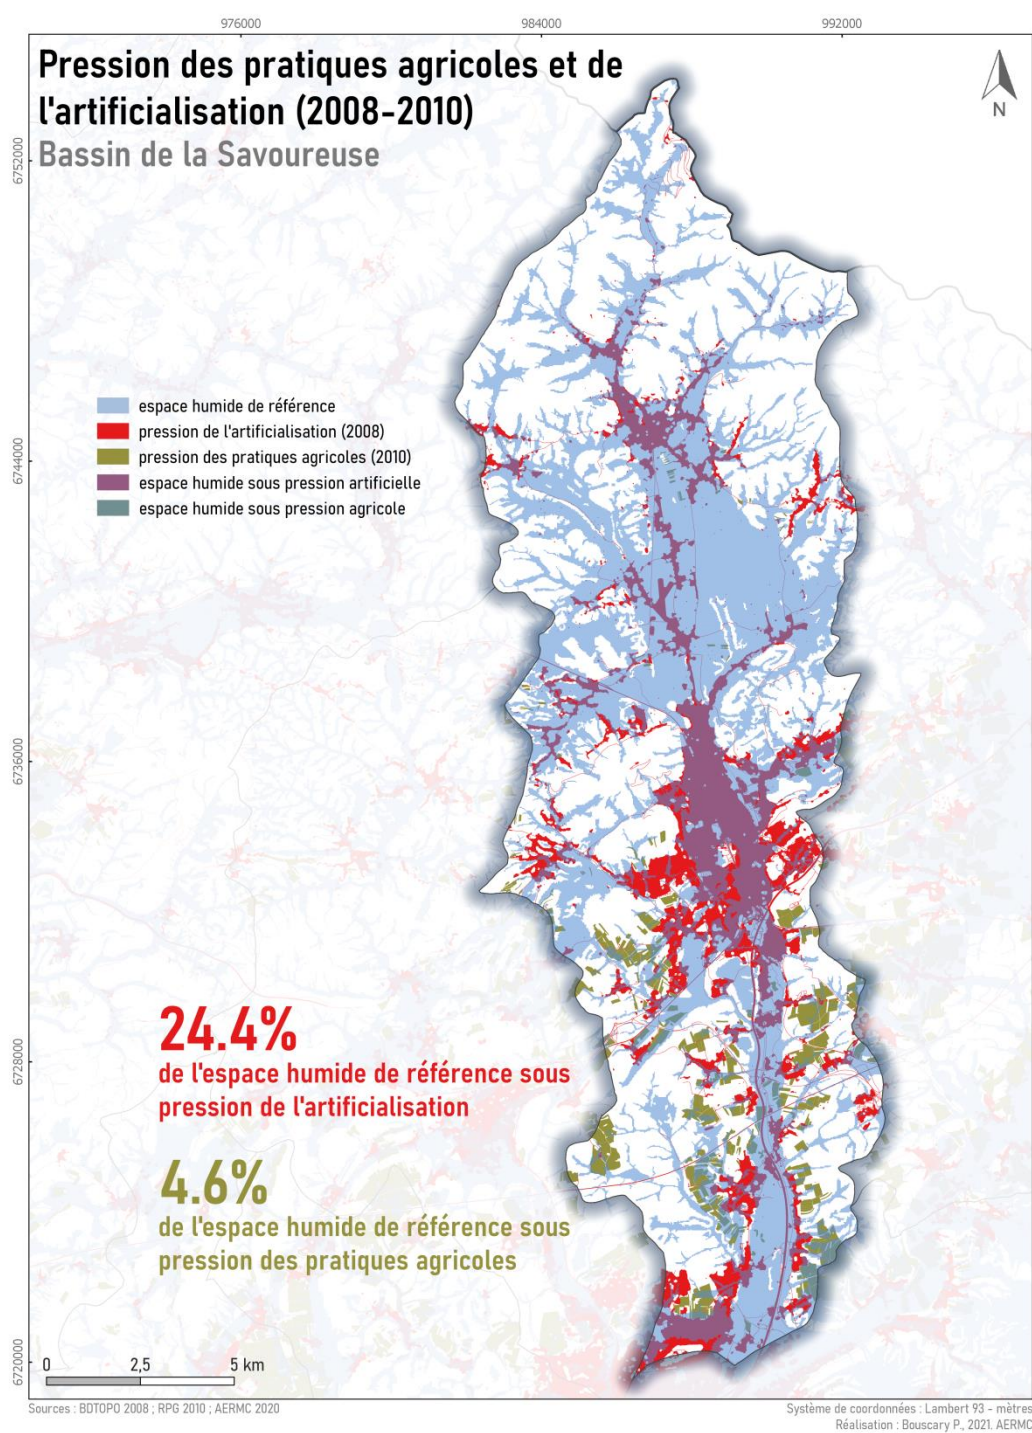 976000
984000
992000
Pression des pratiques agricoles et de
l'artificialisation (2008-2010)
Bassin de la Savoureuse
N
6752000
espace humide de référence
pression de l'artificialisation (2008)
pression des pratiques agricoles (2010)
espace humide sous pression artificielle
espace humide sous pression agricole
6744000
6736000
24.4%
de l'espace humide de référence sous
pression de l'artificialisation
6728000
4.6%
de l'espace humide de référence sous
pression des pratiques agricoles
6720000
0 2,5 5 km
Sources : BDTOPO 2008 ; RPG 2010 ; AERMC 2020
Système de coordonnées : Lambert 93 - mètres
Réalisation : Bouscary P., 2021. AERMC